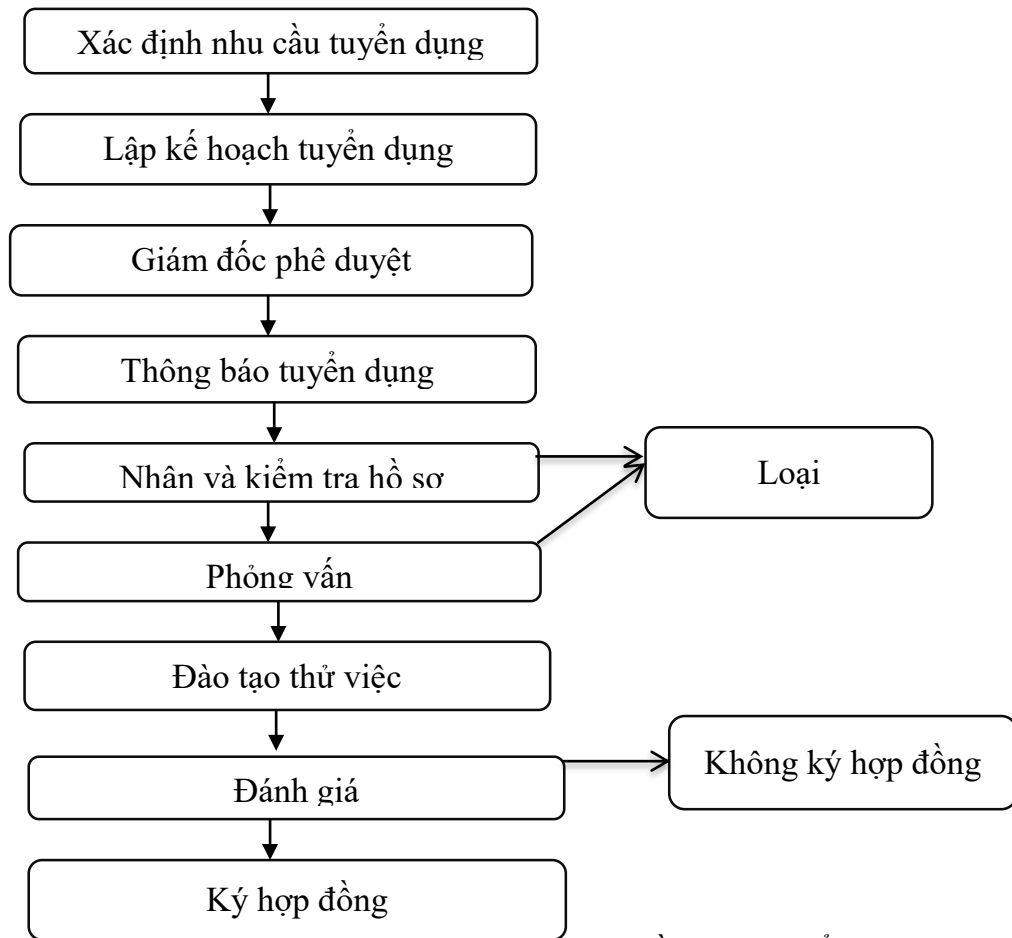 Xác định nhu cầu tuyển dụng
Lập kế hoạch tuyển dụng
Giám đốc phê duyệt
Thông báo tuyển dụng
Nhân và kiểm tra hồ sơ
Loại
Phỏng vấn
Đào tạo thử việc
Không ký hợp đồng
Đánh giá
Ký hợp đồng